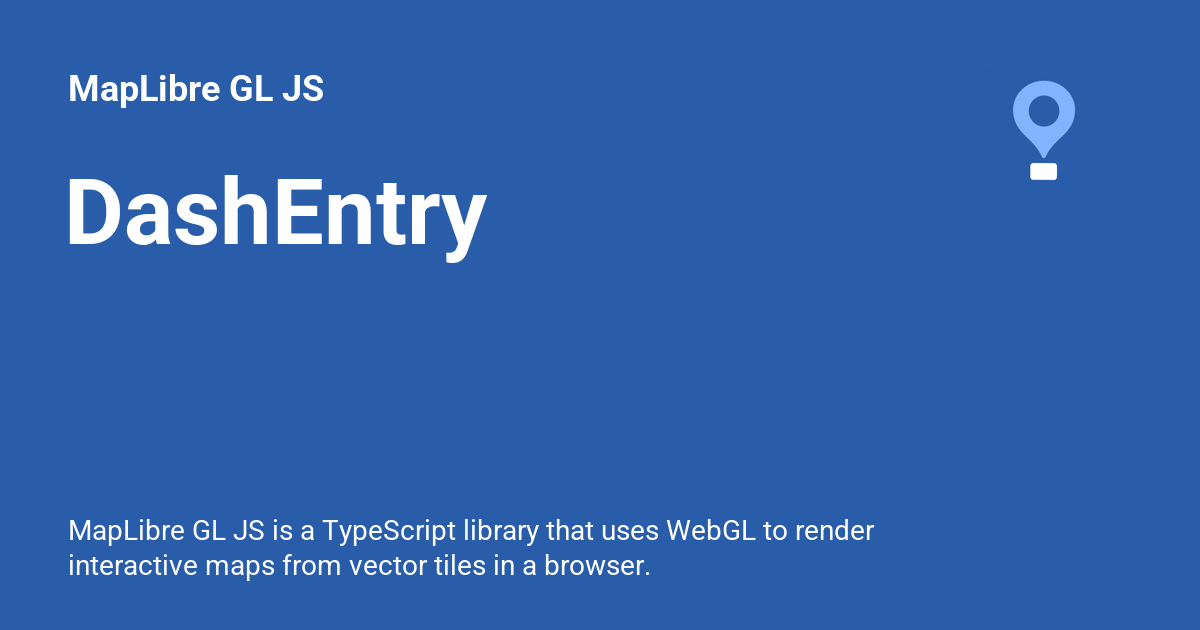 MapLibre GL JS
DashEntry
MapLibre GL JS is a TypeScript library that uses WebGL to render
interactive maps from vector tiles in a browser.